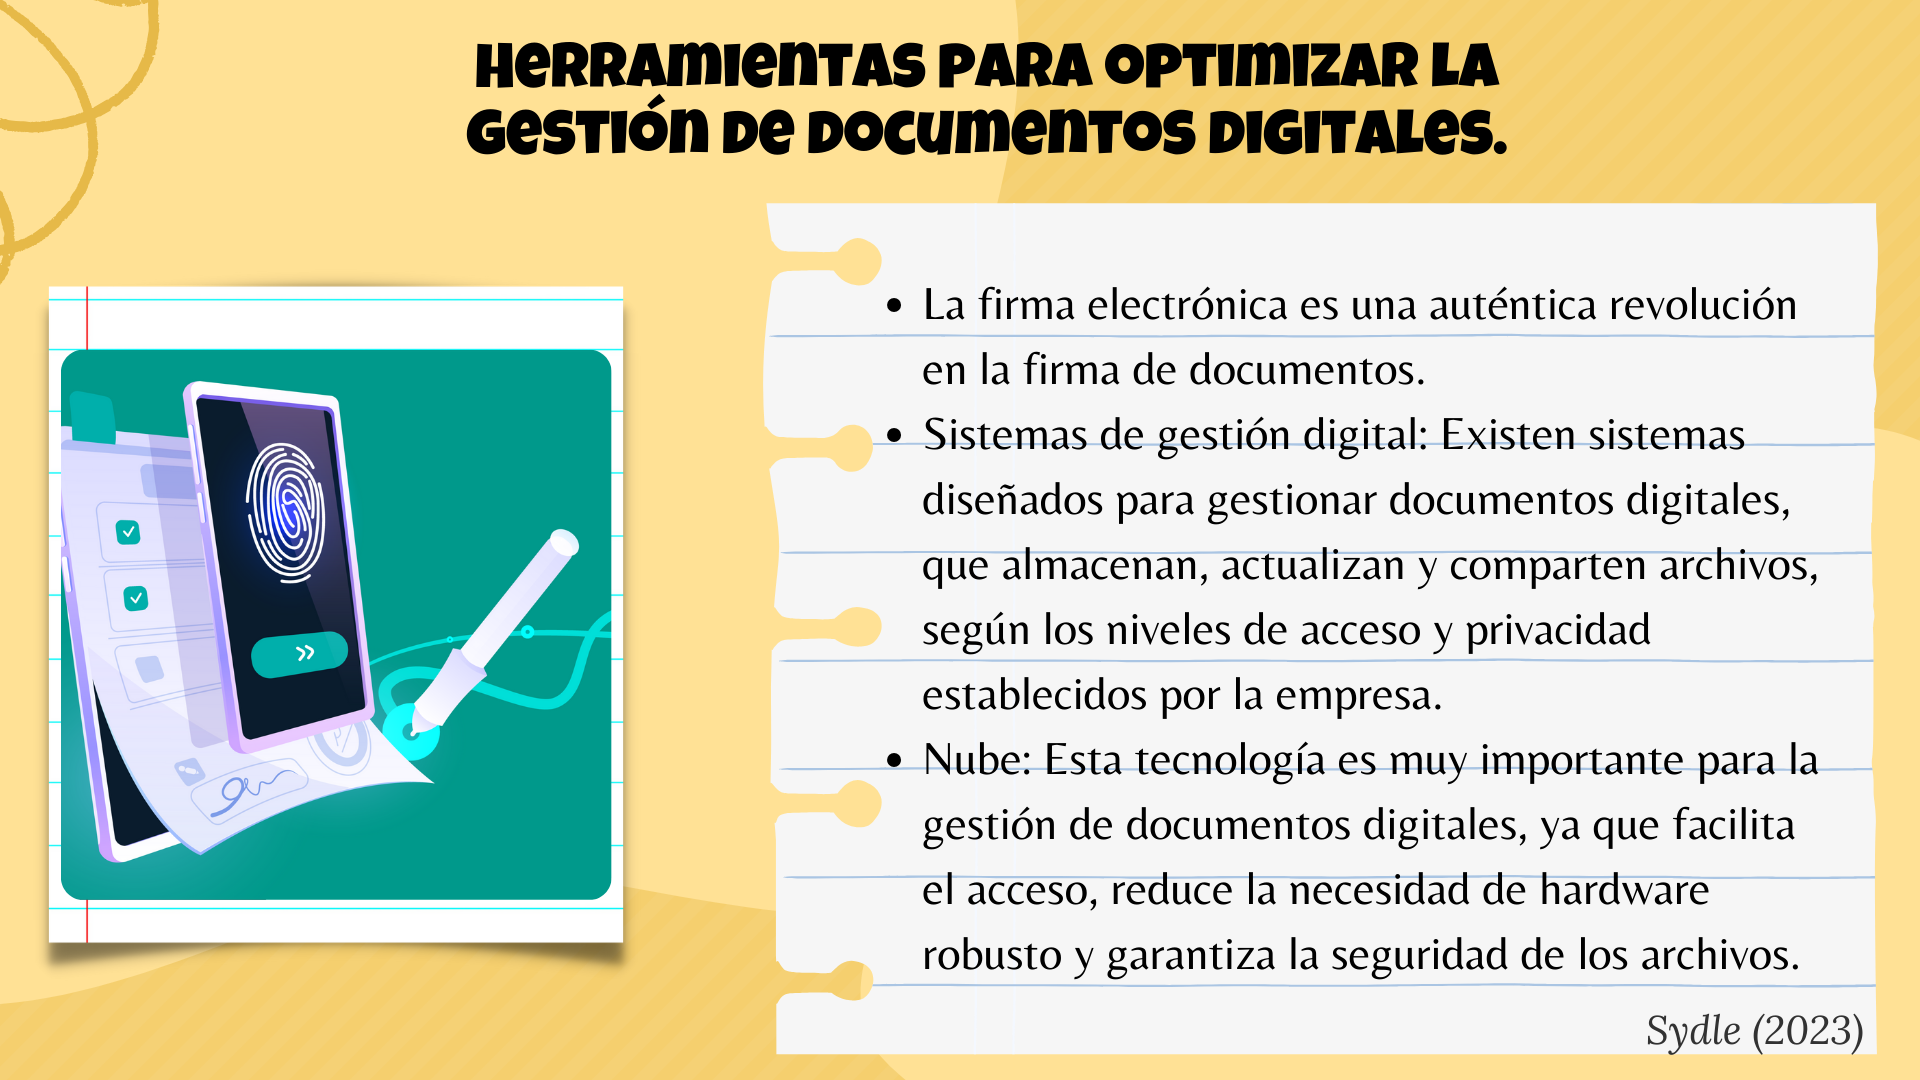 Herramientas para optimizar la
gestión de documentos digitales.
• La firma electrónica es una auténtica revolución
en la firma de documentos.
• Sistemas de gestión digital: Existen sistemas
diseñados para gestionar documentos digitales,
que almacenan, actualizan y comparten archivos,
según los niveles de acceso y privacidad
establecidos por la empresa.
• Nube: Esta tecnología es muy importante para la
gestión de documentos digitales, ya que facilita
el acceso, reduce la necesidad de hardware
robusto y garantiza la seguridad de los archivos.
Sydle (2023)